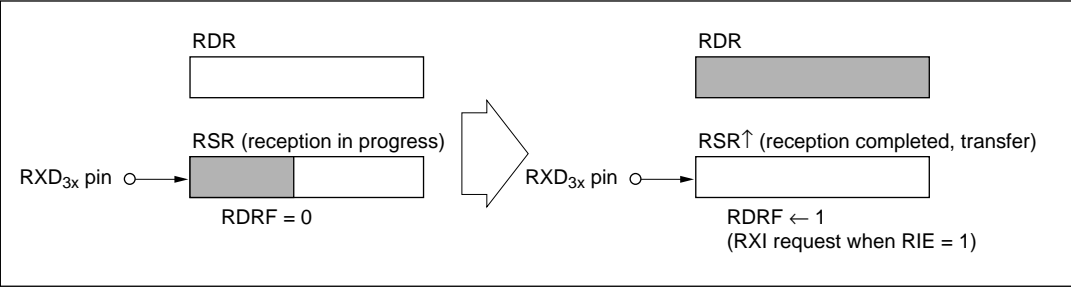 RDR
RSR (reception in progress)
RXD3x pin
RDRF = 0
RDR
RSR↑ (reception completed, transfer)
RXD3x pin
RDRF ← 1
(RXI request when RIE = 1)